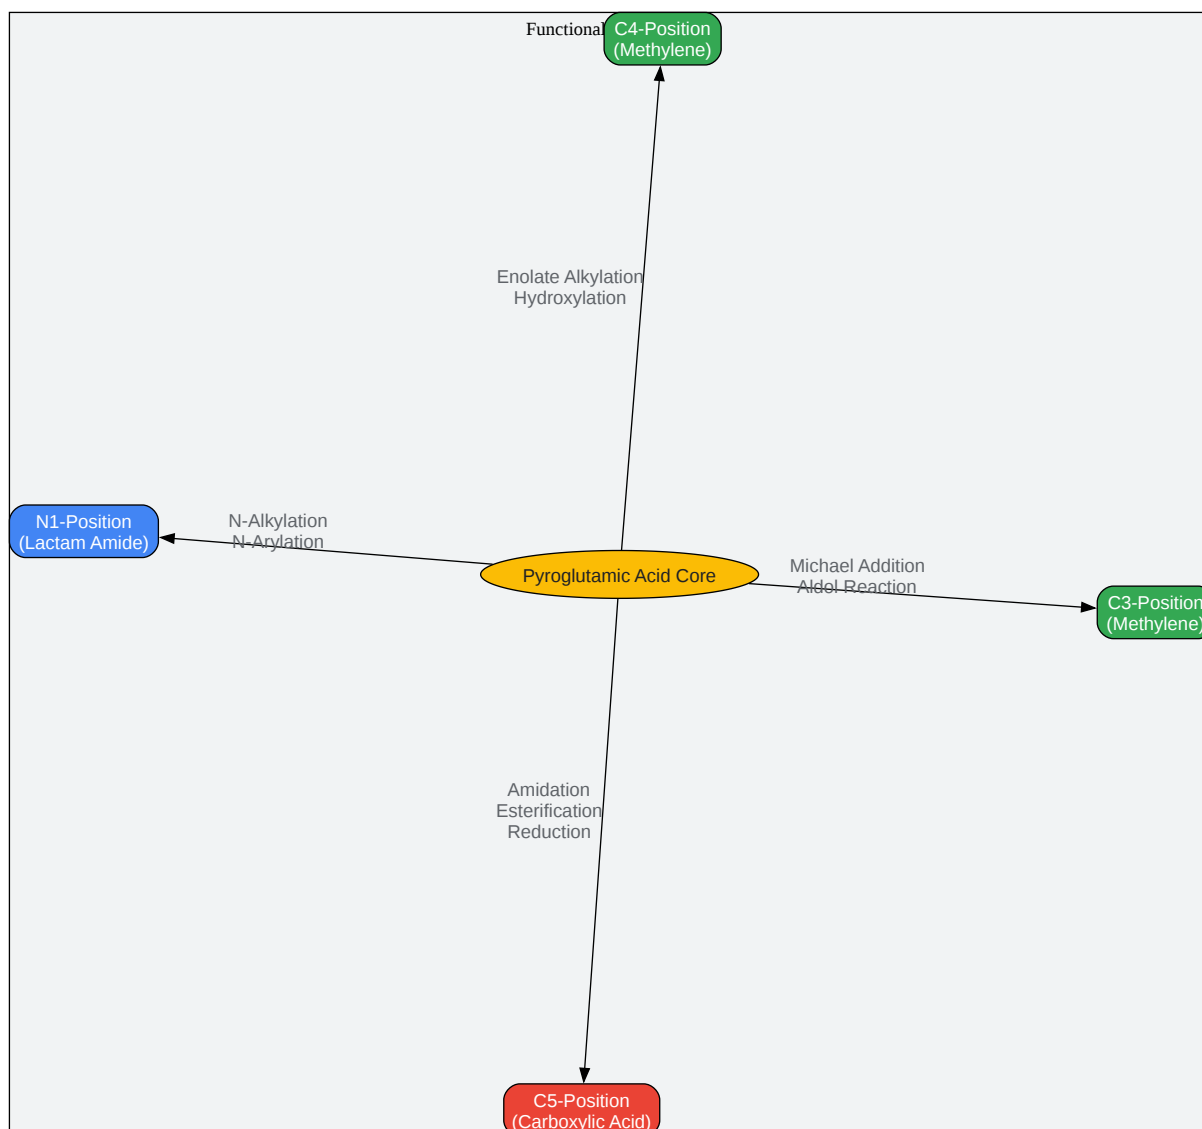 Functional
C4-Position
(Methylene)
Enolate Alkylation
Hydroxylation
N1-Position
(Lactam Amide)
N-Alkylation
N-Arylation
Pyroglutamic Acid Core
Michael Addition
Aldol Reaction
C3-Position
(Methylene)
Amidation
Esterification
Reduction
C5-Position
(Carboxylic Acid)